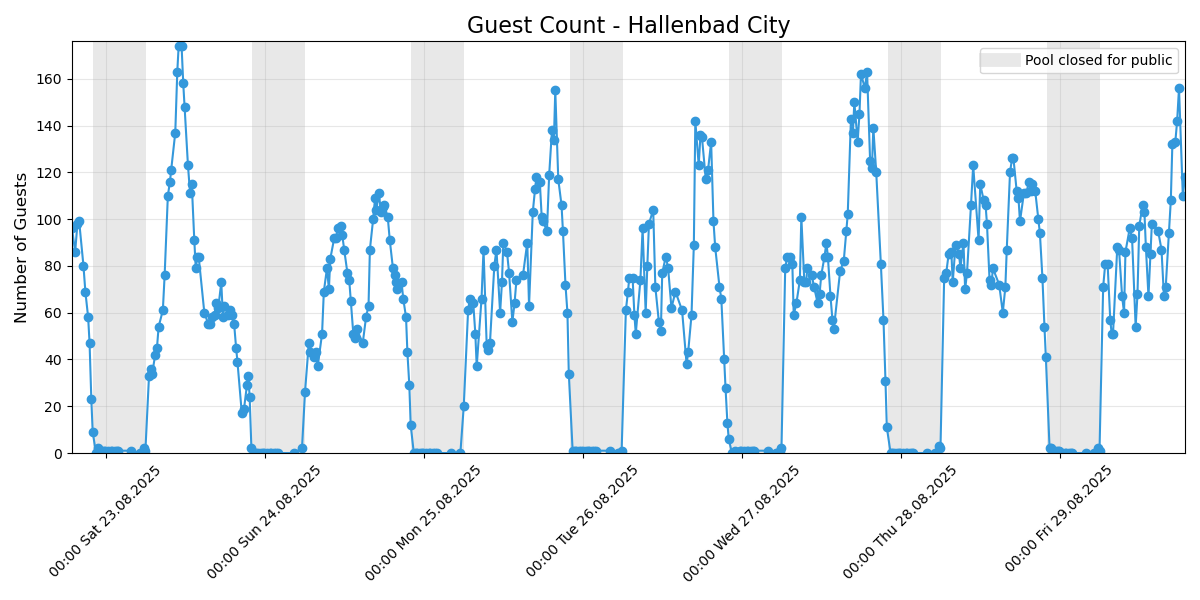 Guest Count - Hallenbad City
Pool closed for public
Number of Guests
160
140
120
100
80
60
40
20
0
00:00 Sat 23.08.2025
00:00 Sun 24.08.2025
00:00 Mon 25.08.2025
00:00 Tue 26.08.2025
00:00 Wed 27.08.2025
00:00 Thu 28.08.2025
00:00 Fri 29.08.2025